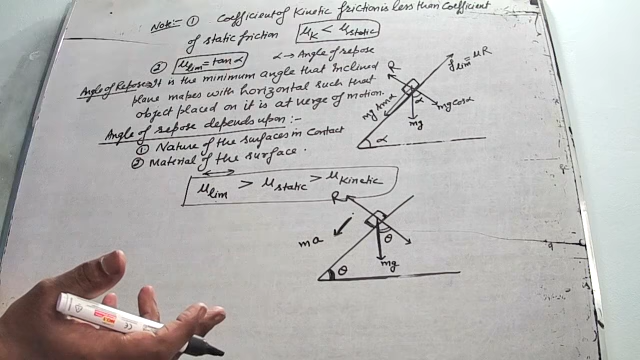 Note:- ① Coefficient of Kinetic friction is less than Coefficient
of static friction μk < μstatic
② μlim = tan α α → Angle of repose
Angle of Repose:- It is the minimum angle that inclined
plane makes with horizontal such that
object placed on it is at verge of motion.
Angle of repose depends upon :-
① Nature of the surfaces in contact
② Material of the surface.
μlim > μstatic > μkinetic
R
flim = μR
mg sinα
α
mg cosα
mg
α
R
ma
θ
mg
θ